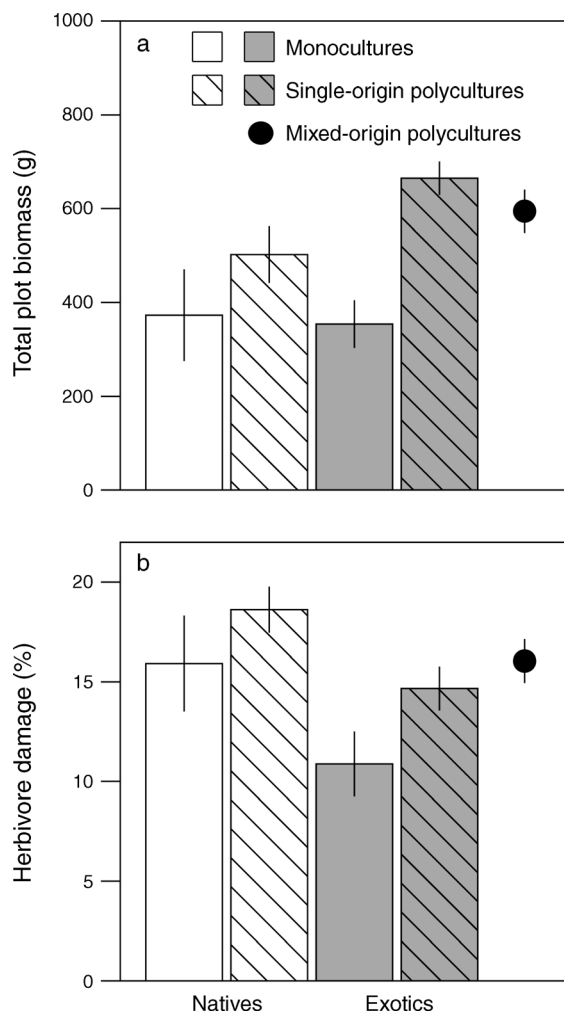 1000
a
Monocultures
800
Single-origin polycultures
Mixed-origin polycultures
600
400
200
0
Total plot biomass (g)
b
20
15
10
5
0
Herbivore damage (%)
Natives Exotics